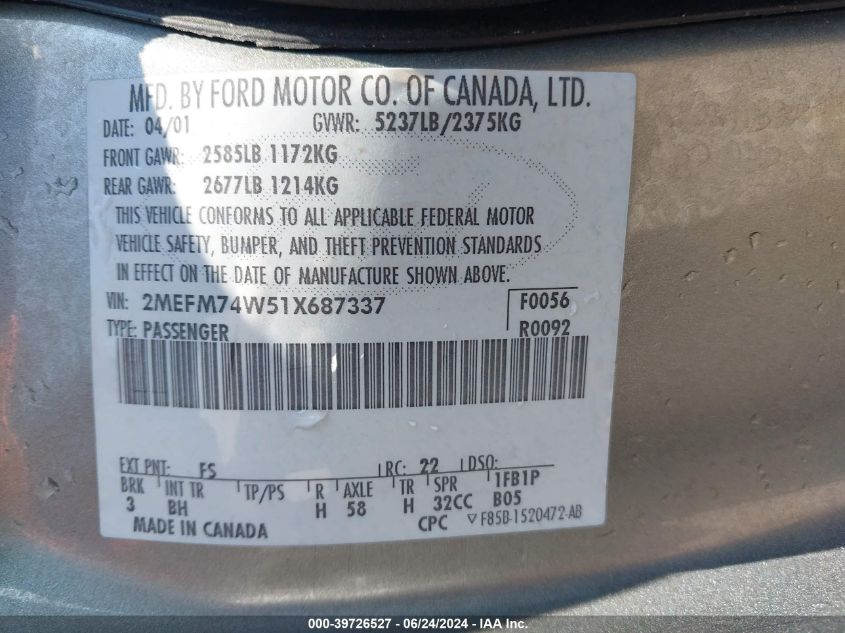 MFD. BY FORD MOTOR CO. OF CANADA, LTD.
DATE: 04/01 GVWR: 5237LB/2375KG
FRONT GAWR: 2585LB 1172KG
REAR GAWR: 2677LB 1214KG
THIS VEHICLE CONFORMS TO ALL APPLICABLE FEDERAL MOTOR
VEHICLE SAFETY, BUMPER, AND THEFT PREVENTION STANDARDS
IN EFFECT ON THE DATE OF MANUFACTURE SHOWN ABOVE.
VIN: 2MEFM74W51X687337 F0056
TYPE: PASSENGER R0092
EXT PNT: FS RC: 22 DSO:
BRK INT TR TP/PS R AXLE TR SPR 1FB1P
3 BH H 58 H 32CC B05
MADE IN CANADA CPC F85B-1520472-AB
000-39726527 - 06/24/2024 - IAA Inc.